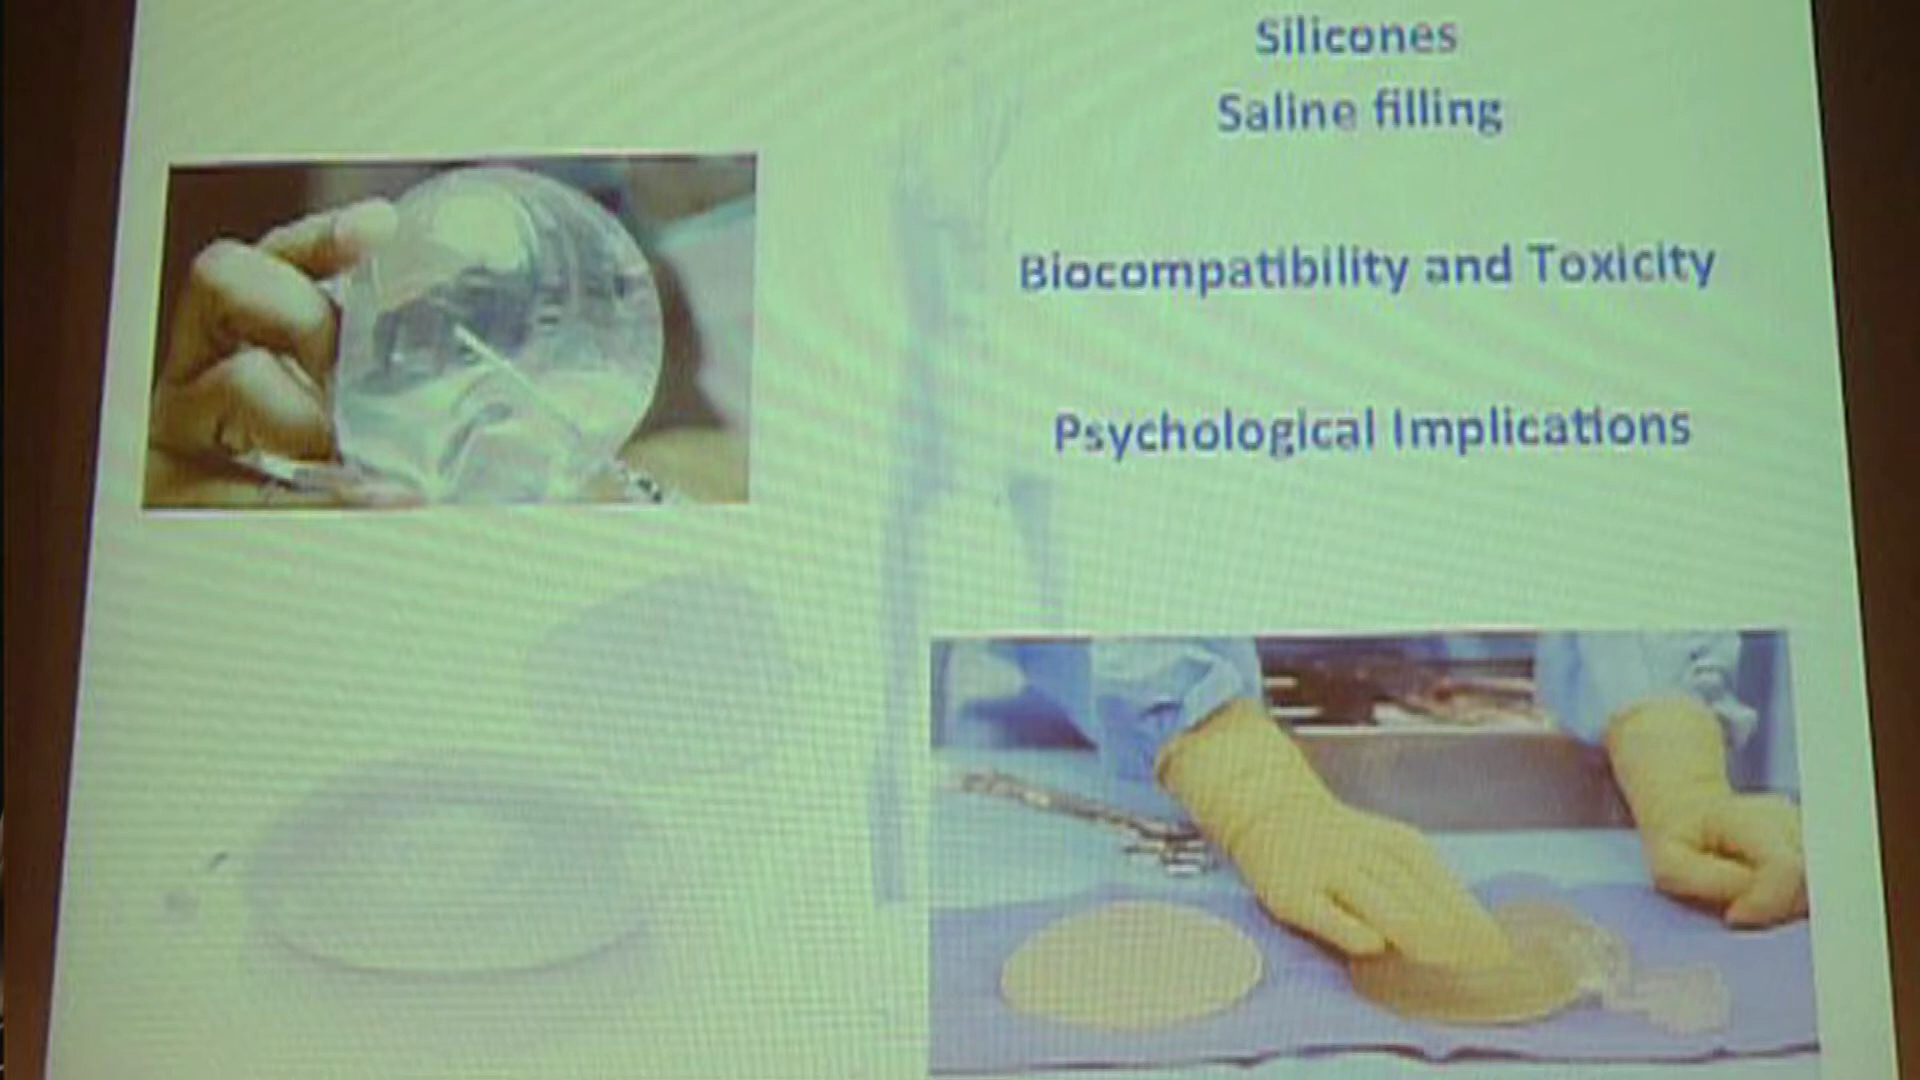 Silicones
Saline filling
Biocompatibility and Toxicity
Psychological Implications